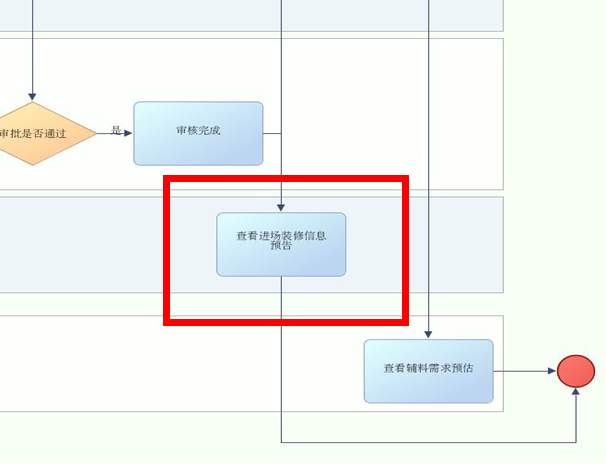 审批是否通过
是
审核完成
查看进场装修信息
预告
查看辅料需求预估